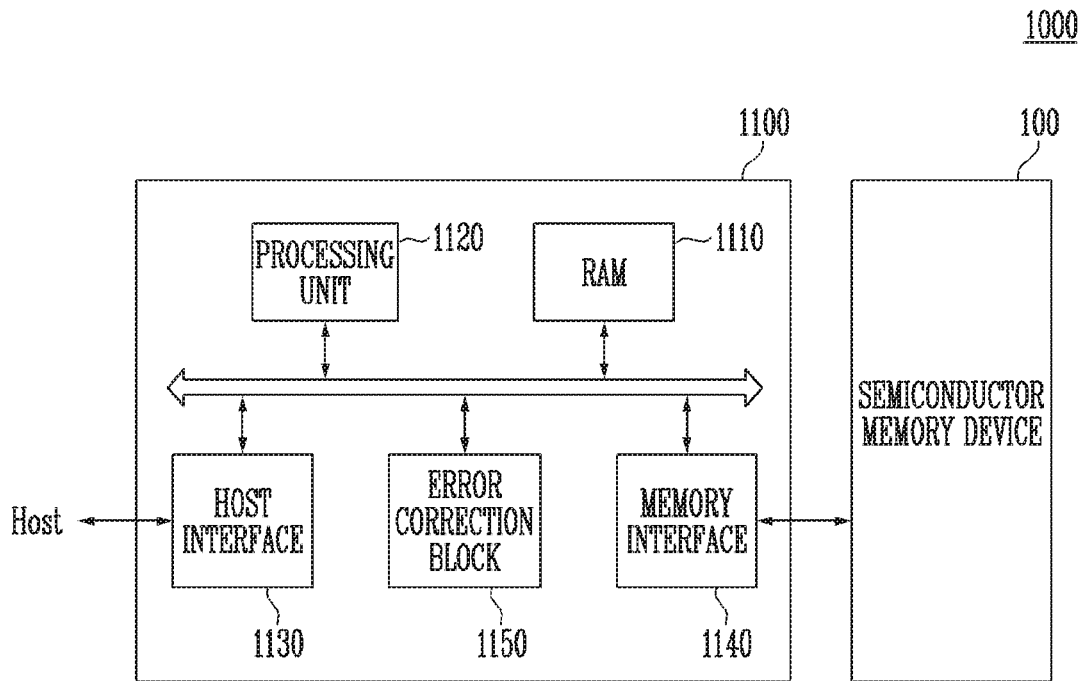 1000
1100
100
PROCESSING
UNIT
1120
RAM
1110
SEMICONDUCTOR
MEMORY DEVICE
Host
HOST
INTERFACE
ERROR
CORRECTION
BLOCK
MEMORY
INTERFACE
1130
1150
1140